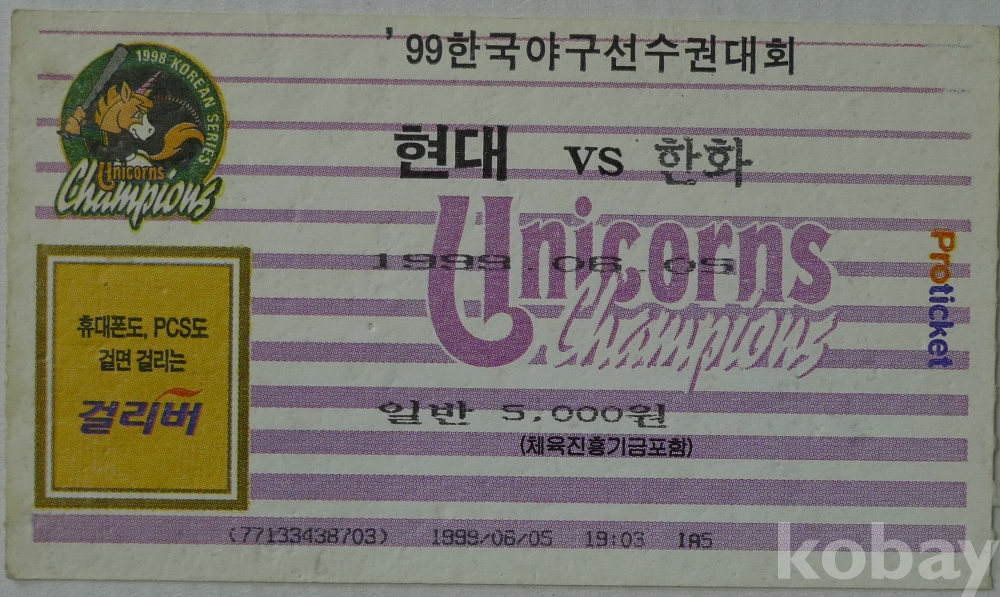 '99한국야구선수권대회
1998 KOREAN SERIES
Unicorns
Champions
현대 vs 한화
Unicorns
Champions
1999.06.05
Proticket
휴대폰도, PCS도
걸면 걸리는
걸리버
일반 5,000원
(체육진흥기금포함)
(77133438703) 1999/06/05 19:03 1A5
kobay